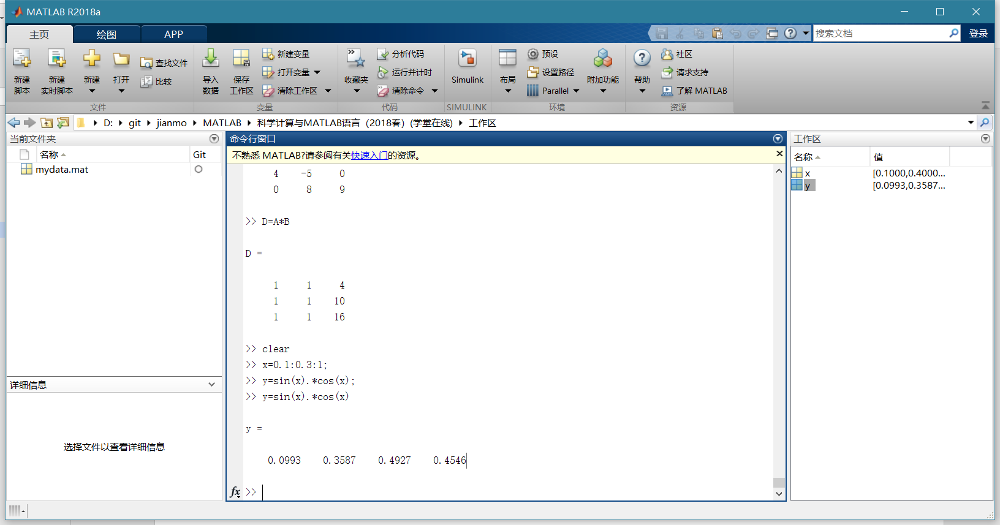 MATLAB R2018a
主页 绘图 APP
搜索文档 登录
新建脚本 新建实时脚本 新建 打开 查找文件 比较
文件
导入数据 保存工作区 新建变量 打开变量 清除工作区
变量
收藏夹 分析代码 运行并计时 清除命令
代码
Simulink
SIMULINK
布局 预设 设置路径 Parallel 附加功能
环境
帮助 社区 请求支持 了解 MATLAB
资源
D: git jianmo MATLAB 科学计算与MATLAB语言（2018春）(学堂在线) 工作区
当前文件夹
名称 Git
mydata.mat
详细信息
选择文件以查看详细信息
命令行窗口
不熟悉 MATLAB?请参阅有关快速入门的资源。
4 -5 0
0 8 9
>> D=A*B
D =
1 1 4
1 1 10
1 1 16
>> clear
>> x=0.1:0.3:1;
>> y=sin(x).*cos(x);
>> y=sin(x).*cos(x)
y =
0.0993 0.3587 0.4927 0.4546
fx >>
工作区
名称 值
x [0.1000,0.4000...
y [0.0993,0.3587...